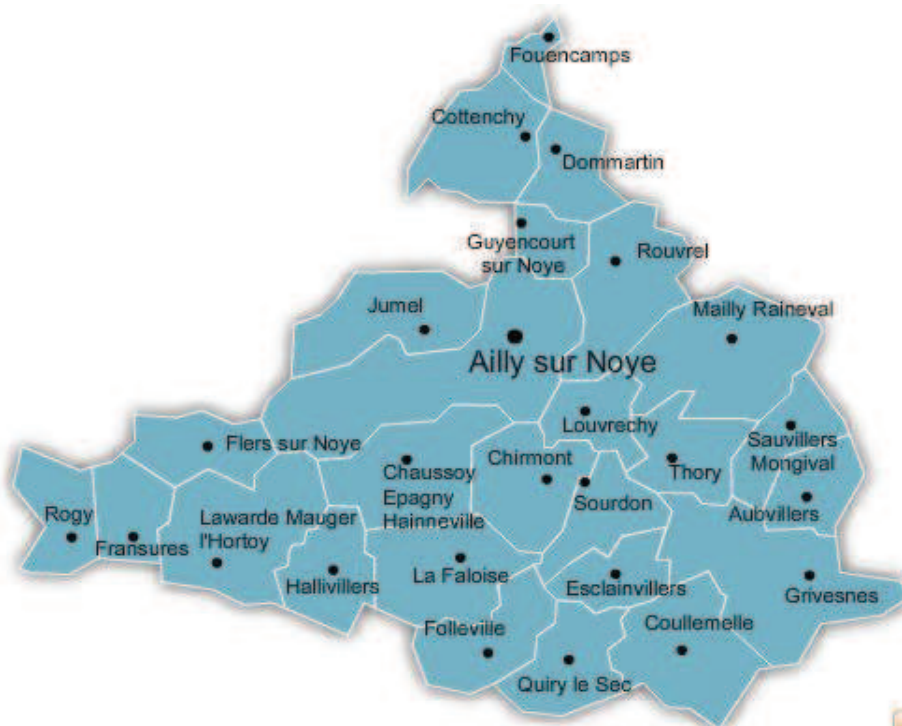 Fouencamps
Cottenchy
Dommartin
Guyencourt
sur Noye
Rouvrel
Jumel
Mailly Raineval
Ailly sur Noye
Louvrechy
Flers sur Noye
Chaussoy
Epagny
Hainneville
Chirmont
Thory
Sauvillers
Mongival
Sourdon
Aubvillers
Rogy
Fransures
Lawarde Mauger
l'Hortoy
Hallivillers
La Faloise
Esclainvillers
Grivesnes
Folleville
Coullemelle
Quiry le Sec